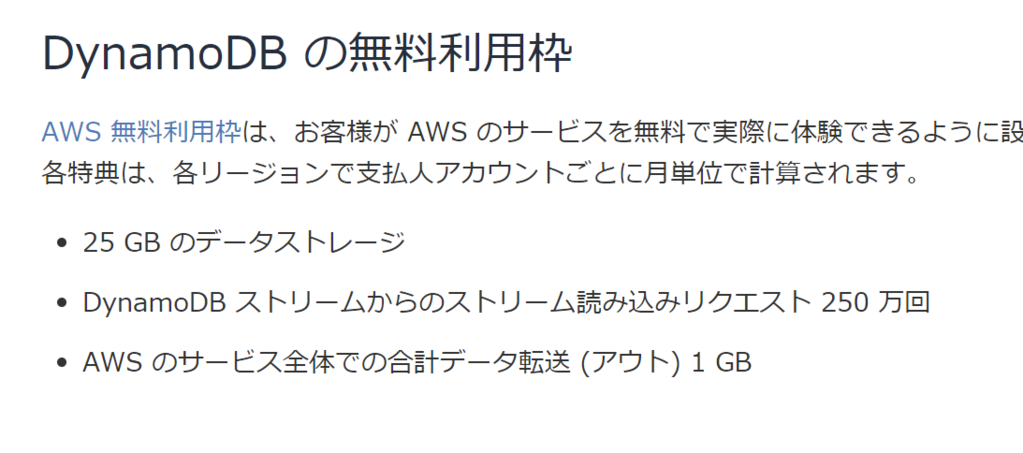 DynamoDB の無料利用枠
AWS 無料利用枠は、お客様が AWS のサービスを無料で実際に体験できるように設
各特典は、各リージョンで支払人アカウントごとに月単位で計算されます。
• 25 GB のデータストレージ
• DynamoDB ストリームからのストリーム読み込みリクエスト 250 万回
• AWS のサービス全体での合計データ転送 (アウト) 1 GB